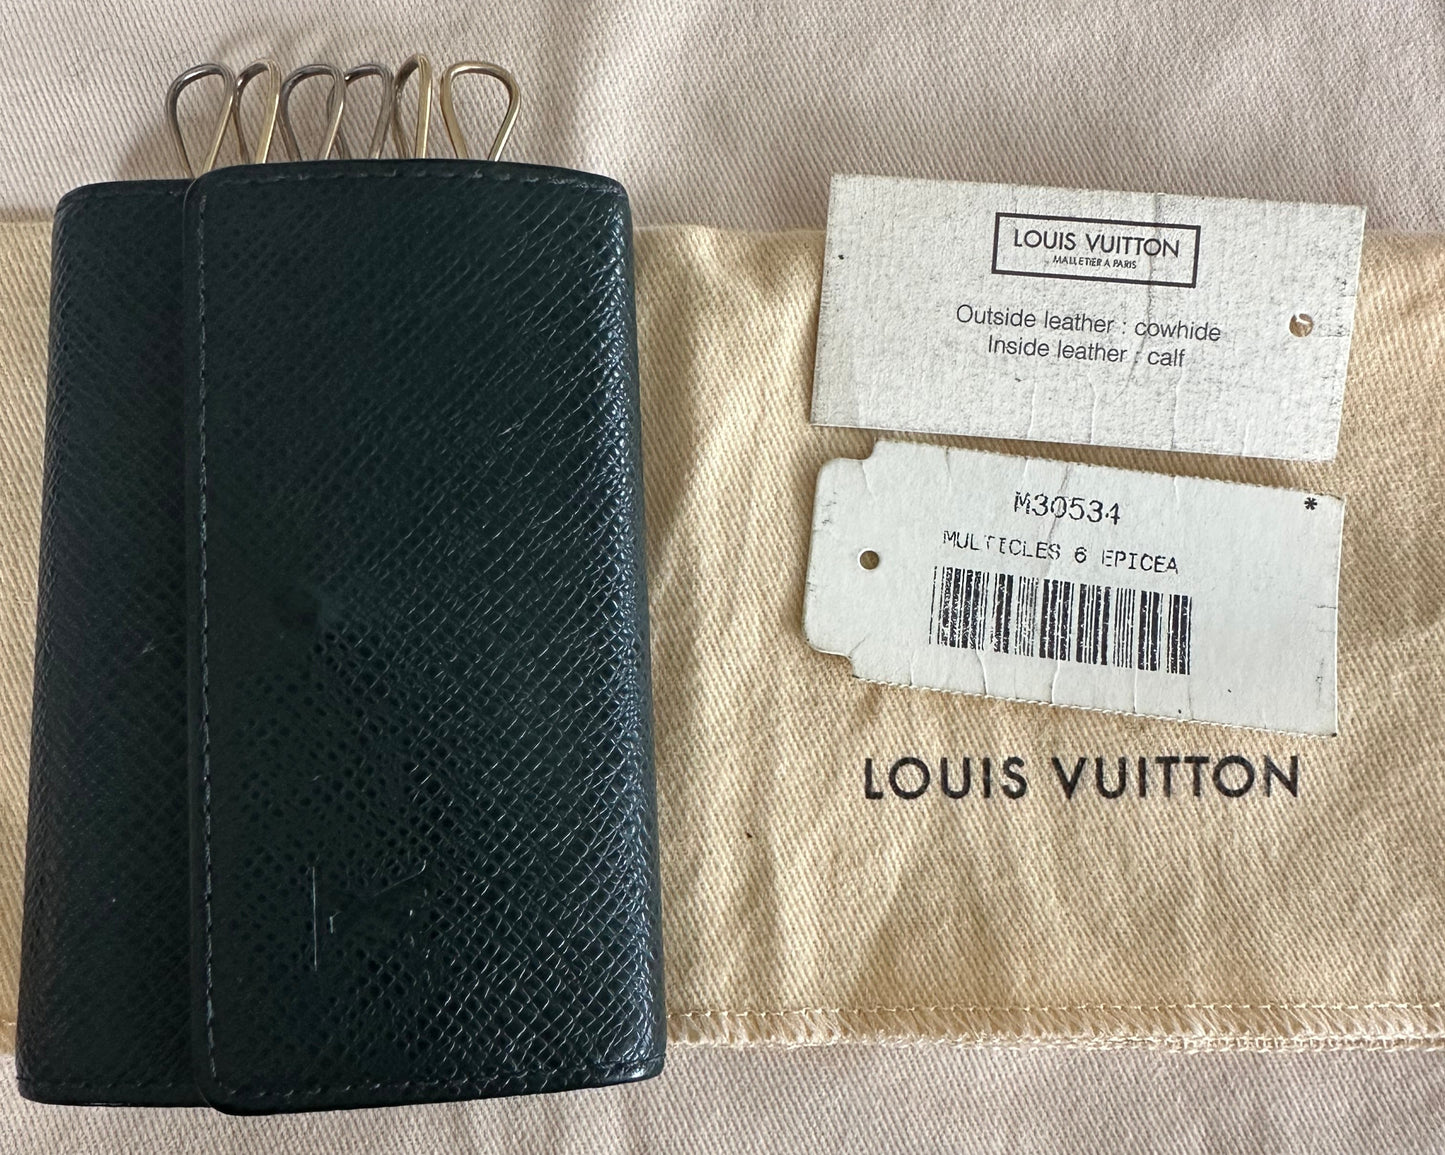 LOUIS VUITTON
MALLETIER A PARIS
Outside leather : cowhide
Inside leather : calf
M30534
*
MULTICLES 6 EPICEA
LOUIS VUITTON